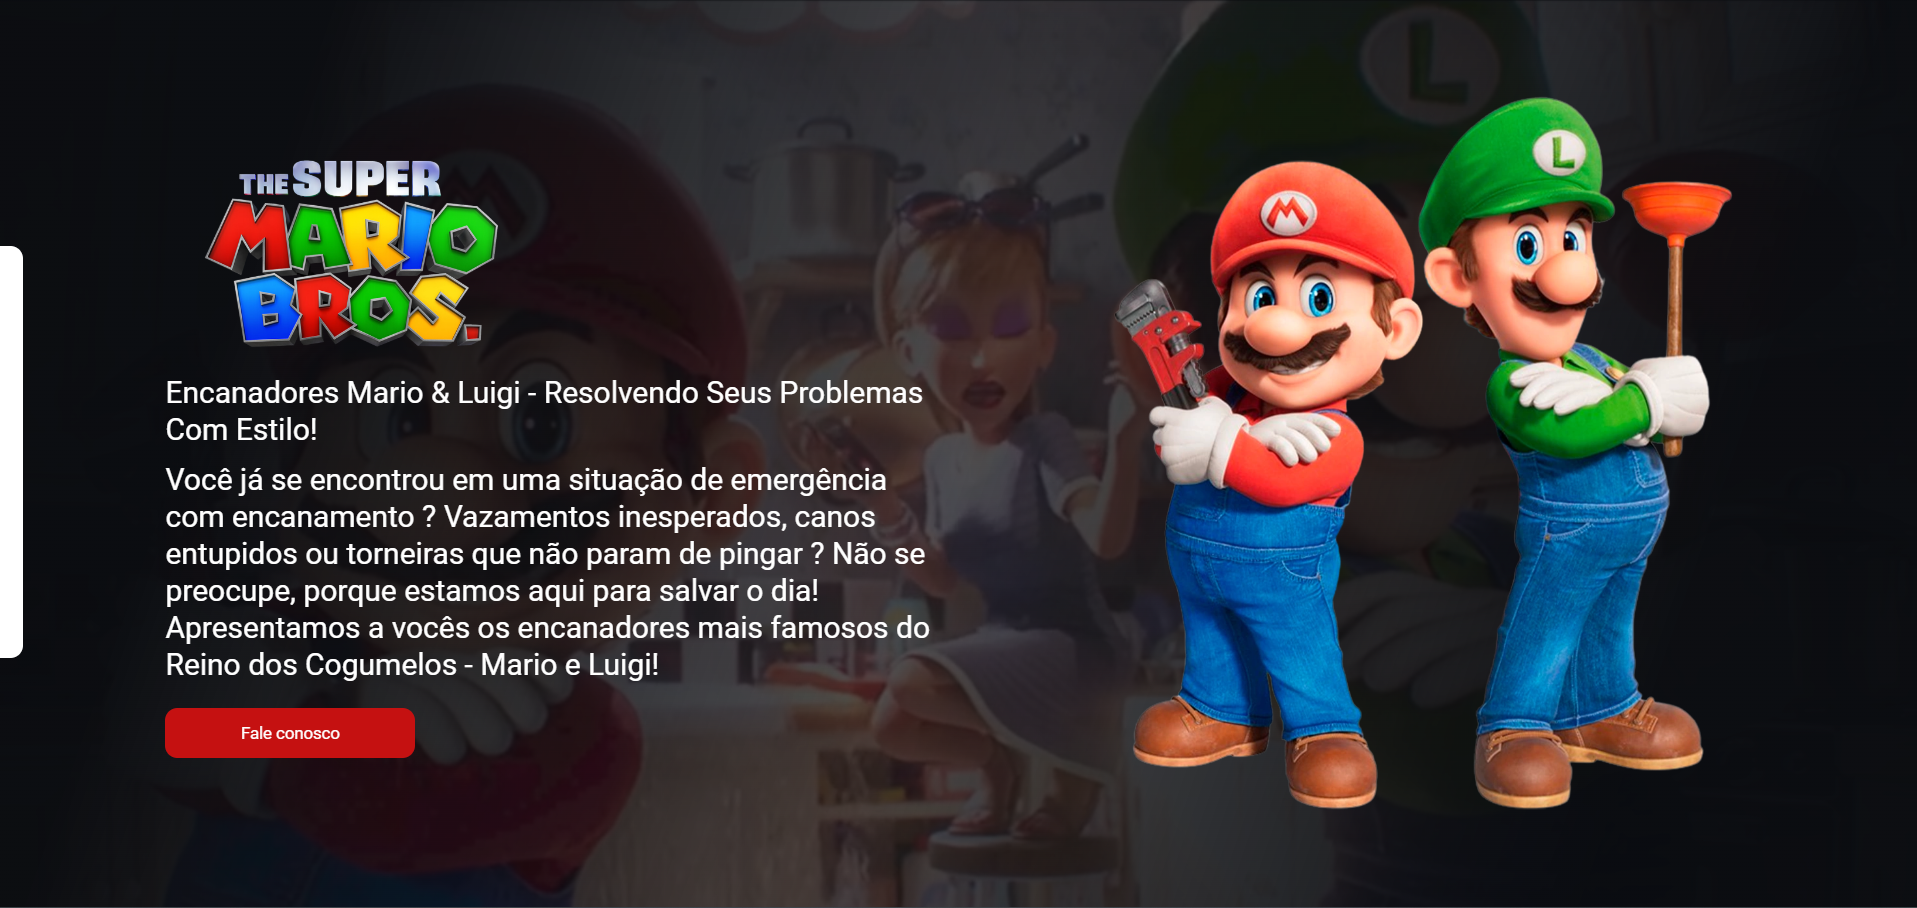 THE SUPER
MARIO
BROS.
Encanadores Mario & Luigi - Resolvendo Seus Problemas
Com Estilo!
Você já se encontrou em uma situação de emergência
com encanamento ? Vazamentos inesperados, canos
entupidos ou torneiras que não param de pingar ? Não se
preocupe, porque estamos aqui para salvar o dia!
Apresentamos a vocês os encanadores mais famosos do
Reino dos Cogumelos - Mario e Luigi!
Fale conosco
M
L
L
M